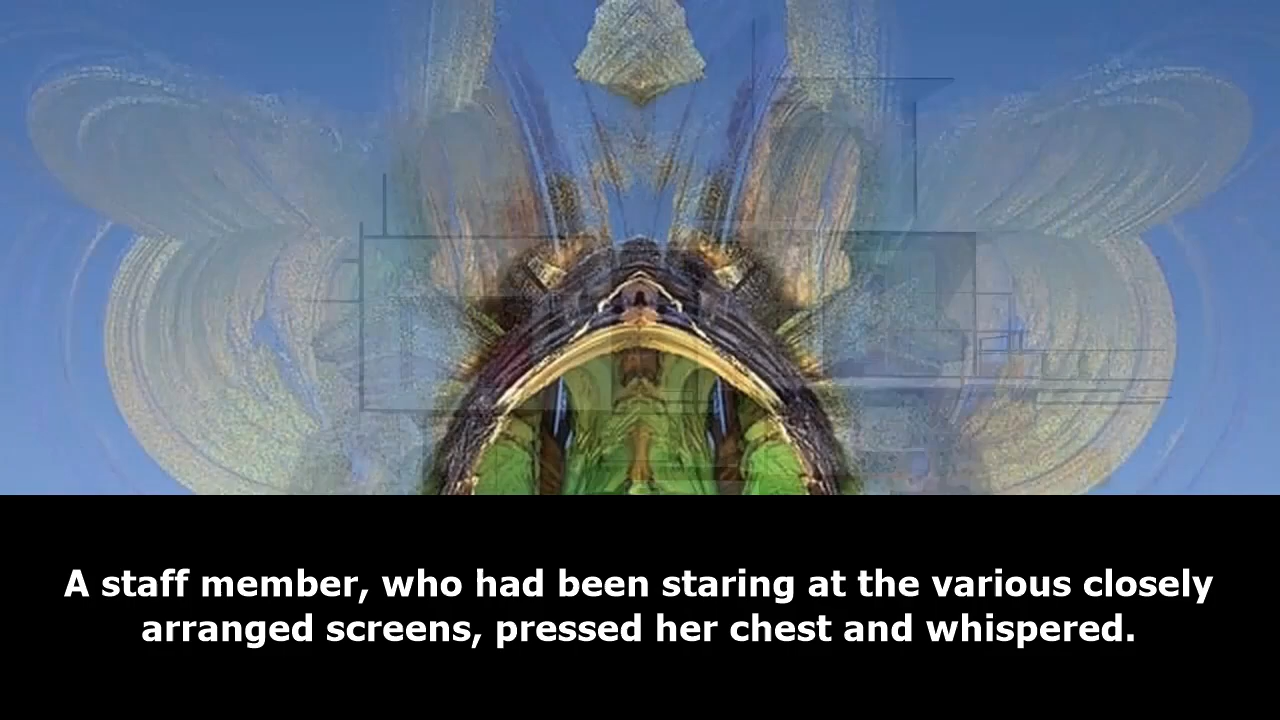 A staff member, who had been staring at the various closely
arranged screens, pressed her chest and whispered.